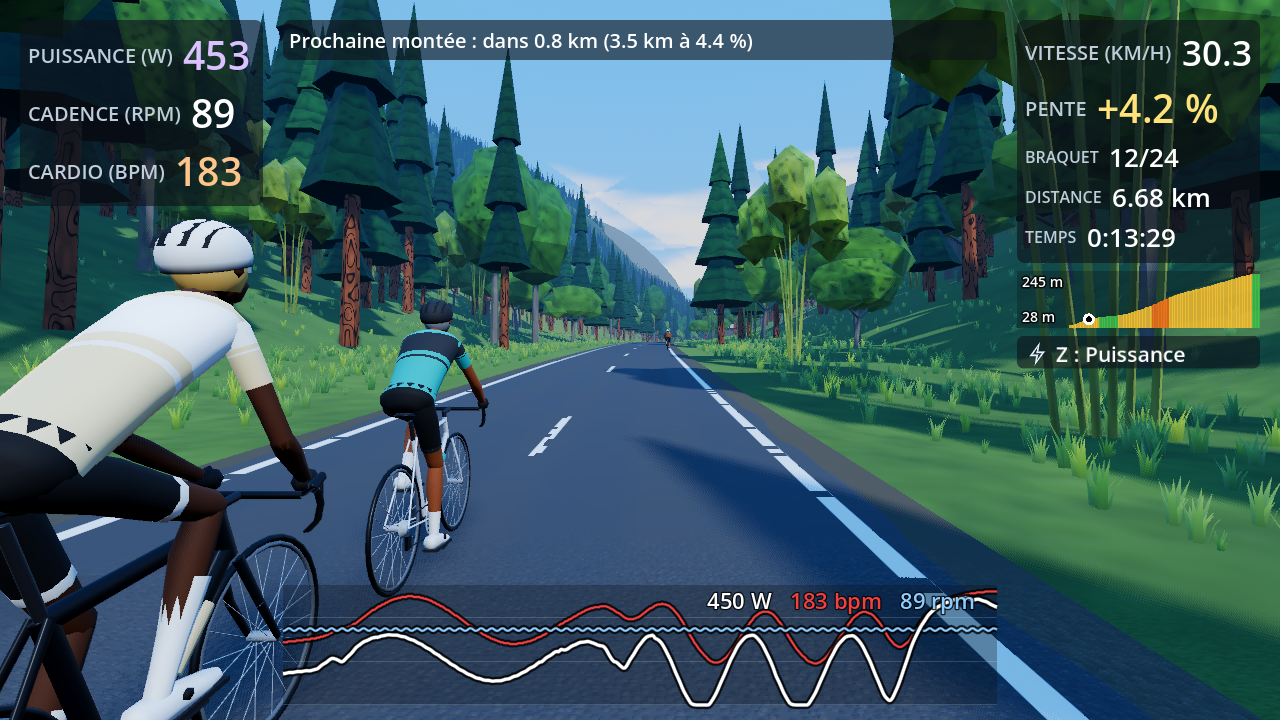 PUISSANCE (W) 453
CADENCE (RPM) 89
CARDIO (BPM) 183
Prochaine montée : dans 0.8 km (3.5 km à 4.4 %)
VITESSE (KM/H) 30.3
PENTE +4.2 %
BRAQUET 12/24
DISTANCE 6.68 km
TEMPS 0:13:29
245 m
28 m
Z : Puissance
450 W 183 bpm 89 rpm